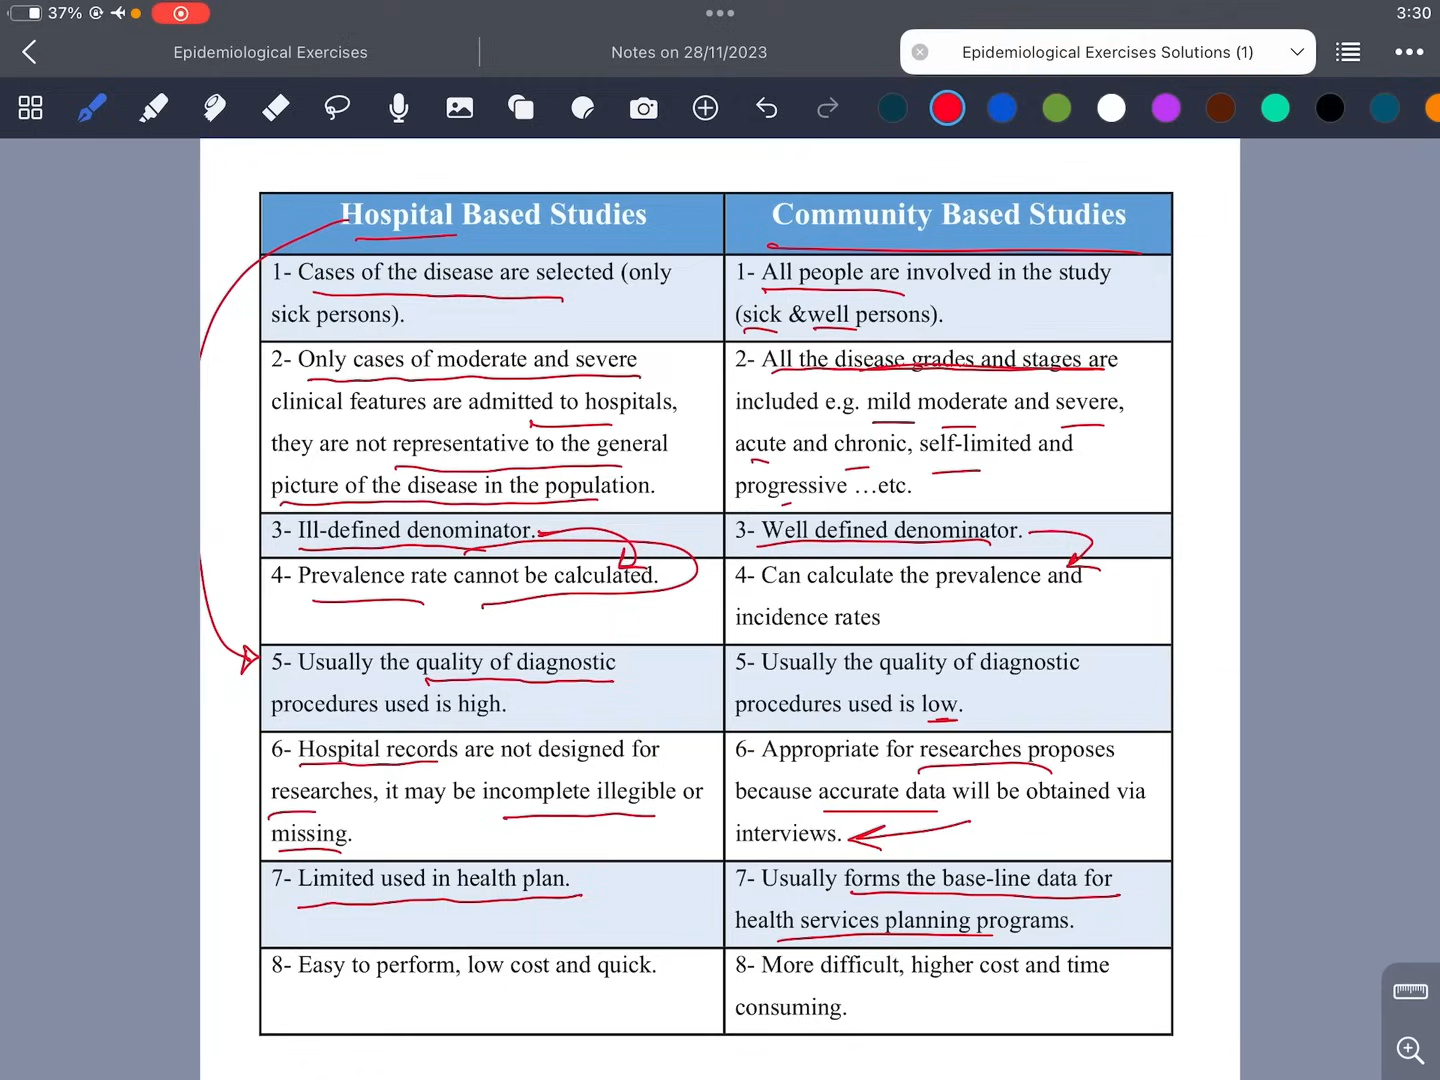 37%
3:30
Epidemiological Exercises
Notes on 28/11/2023
Epidemiological Exercises Solutions (1)
Hospital Based Studies
Community Based Studies
1- Cases of the disease are selected (only
sick persons).
1- All people are involved in the study
(sick &well persons).
2- Only cases of moderate and severe
clinical features are admitted to hospitals,
they are not representative to the general
picture of the disease in the population.
2- All the disease grades and stages are
included e.g. mild moderate and severe,
acute and chronic, self-limited and
progressive …etc.
3- Ill-defined denominator.
3- Well defined denominator.
4- Prevalence rate cannot be calculated.
4- Can calculate the prevalence and
incidence rates
5- Usually the quality of diagnostic
procedures used is high.
5- Usually the quality of diagnostic
procedures used is low.
6- Hospital records are not designed for
researches, it may be incomplete illegible or
missing.
6- Appropriate for researches proposes
because accurate data will be obtained via
interviews.
7- Limited used in health plan.
7- Usually forms the base-line data for
health services planning programs.
8- Easy to perform, low cost and quick.
8- More difficult, higher cost and time
consuming.